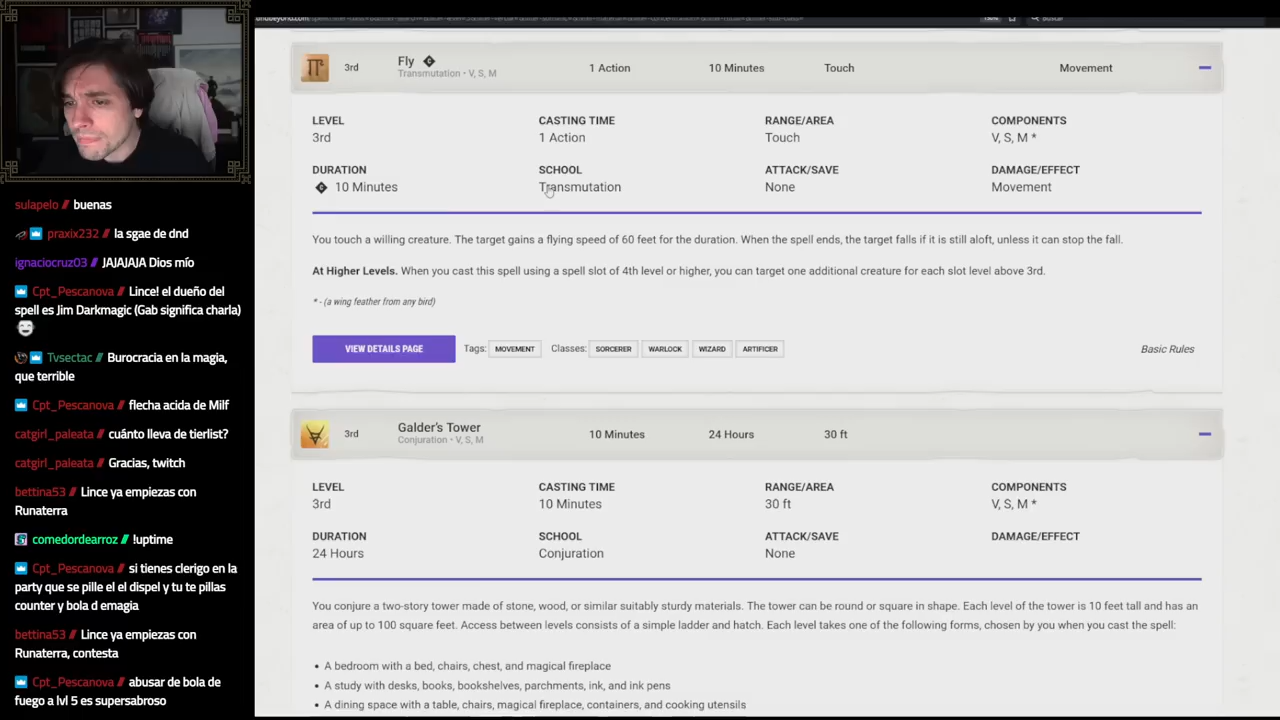 sulapelo // buenas
praxix232 // la sgae de dnd
ignaciocruz03 // JAJAJAJA Dios mío
Cpt_Pescanova // Lince! el dueño del
spell es Jim Darkmagic (Gab significa charla)
Tvsectac // Burocracia en la magia,
que terrible
Cpt_Pescanova // flecha acida de Milf
catgirl_paleata // cuánto lleva de tierlist?
catgirl_paleata // Gracias, twitch
bettina53 // Lince ya empiezas con
Runaterra
comedordearroz // !uptime
Cpt_Pescanova // si tienes clerigo en la
party que se pille el el dispel y tu te pillas
counter y bola d emagia
bettina53 // Lince ya empiezas con
Runaterra, contesta
Cpt_Pescanova // abusar de bola de
fuego a lvl 5 es supersabroso
3rd Fly 1 Action 10 Minutes Touch Movement
Transmutation • V, S, M
LEVEL CASTING TIME RANGE/AREA COMPONENTS
3rd 1 Action Touch V, S, M *
DURATION SCHOOL ATTACK/SAVE DAMAGE/EFFECT
10 Minutes Transmutation None Movement
You touch a willing creature. The target gains a flying speed of 60 feet for the duration. When the spell ends, the target falls if it is still aloft, unless it can stop the fall.
At Higher Levels. When you cast this spell using a spell slot of 4th level or higher, you can target one additional creature for each slot level above 3rd.
* - (a wing feather from any bird)
VIEW DETAILS PAGE Tags: MOVEMENT Classes: SORCERER WARLOCK WIZARD ARTIFICER Basic Rules
3rd Galder's Tower 10 Minutes 24 Hours 30 ft
Conjuration • V, S, M
LEVEL CASTING TIME RANGE/AREA COMPONENTS
3rd 10 Minutes 30 ft V, S, M *
DURATION SCHOOL ATTACK/SAVE DAMAGE/EFFECT
24 Hours Conjuration None
You conjure a two-story tower made of stone, wood, or similar suitably sturdy materials. The tower can be round or square in shape. Each level of the tower is 10 feet tall and has an
area of up to 100 square feet. Access between levels consists of a simple ladder and hatch. Each level takes one of the following forms, chosen by you when you cast the spell:
• A bedroom with a bed, chairs, chest, and magical fireplace
• A study with desks, books, bookshelves, parchments, ink, and ink pens
• A dining space with a table, chairs, magical fireplace, containers, and cooking utensils